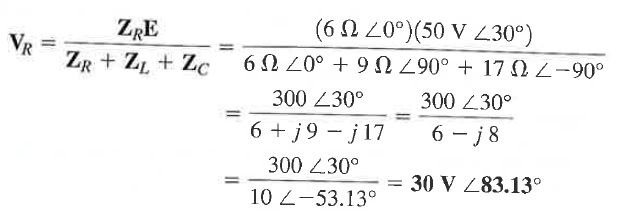 V_R = Z_R E / (Z_R + Z_L + Z_C) = (6 Ω ∠0°)(50 V ∠30°) / (6 Ω ∠0° + 9 Ω ∠90° + 17 Ω ∠−90°)
= 300 ∠30° / (6 + j9 − j17) = 300 ∠30° / (6 − j8)
= 300 ∠30° / (10 ∠−53.13°) = 30 V ∠83.13°